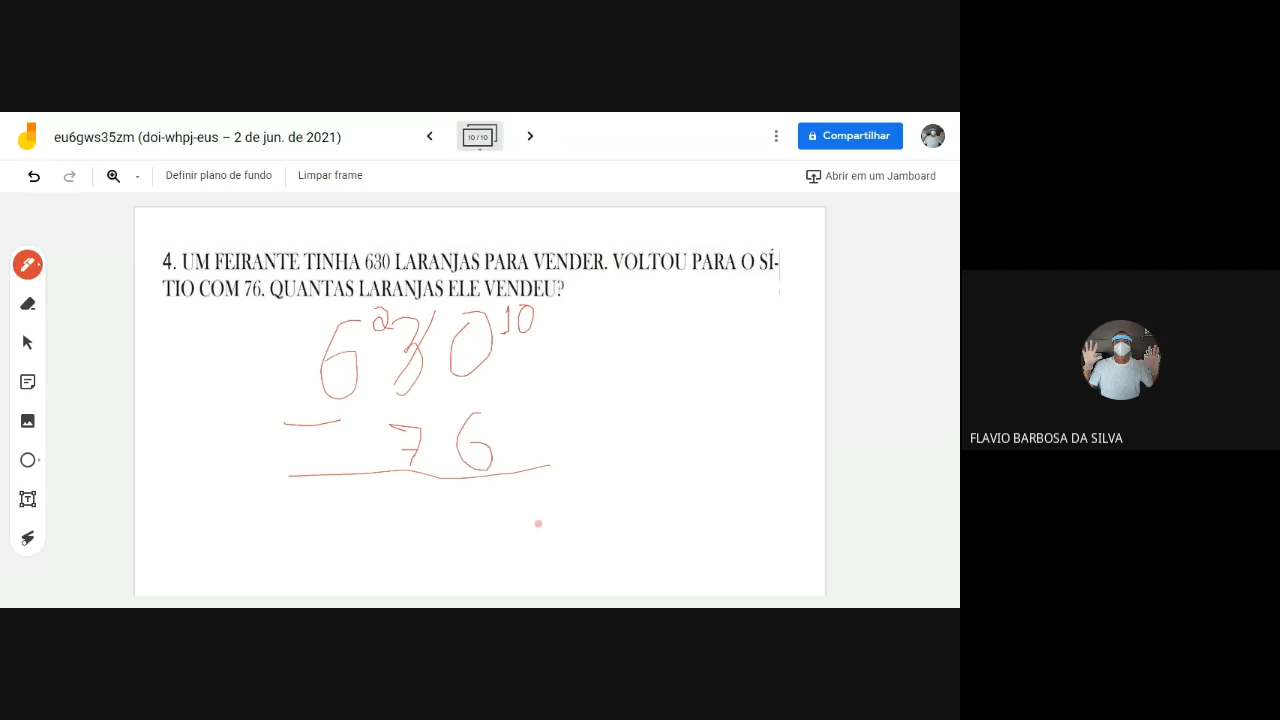 eu6gws35zm (doi-whpj-eus – 2 de jun. de 2021)
10 / 10
Compartilhar
Definir plano de fundo
Limpar frame
Abrir em um Jamboard
4. UM FEIRANTE TINHA 630 LARANJAS PARA VENDER. VOLTOU PARA O SÍ-
TIO COM 76. QUANTAS LARANJAS ELE VENDEU?
6 2 3 0 10
- 7 6
FLAVIO BARBOSA DA SILVA